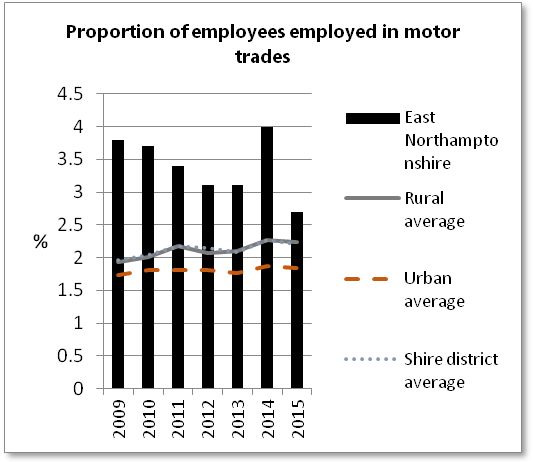 Proportion of employees employed in motor
trades
4.5
4
3.5
3
2.5
2
1.5
1
0.5
0
%
2009
2010
2011
2012
2013
2014
2015
East
Northampto
nshire
Rural
average
Urban
average
Shire district
average